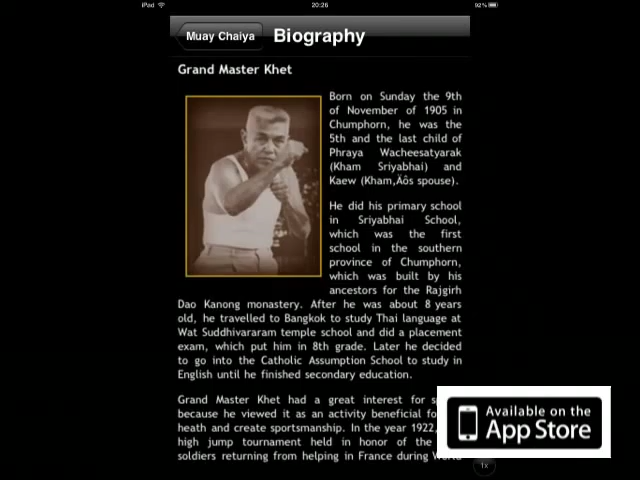 iPad
20:26
92%
Muay Chaiya
Biography
Grand Master Khet
Born on Sunday the 9th
of November of 1905 in
Chumphorn, he was the
5th and the last child of
Phraya Wacheesatyarak
(Kham Sriyabhai) and
Kaew (Kham‚Äôs spouse).
He did his primary school
in Sriyabhai School,
which was the first
school in the southern
province of Chumphorn,
which was built by his
ancestors for the Rajgirh
Dao Kanong monastery. After he was about 8 years
old, he travelled to Bangkok to study Thai language at
Wat Suddhivararam temple school and did a placement
exam, which put him in 8th grade. Later he decided
to go into the Catholic Assumption School to study in
English until he finished secondary education.
Grand Master Khet had a great interest for
because he viewed it as an activity beneficial
heath and create sportsmanship. In the year 1922,
high jump tournament held in honor of the
soldiers returning from helping in France during World
Available on the
App Store
1x